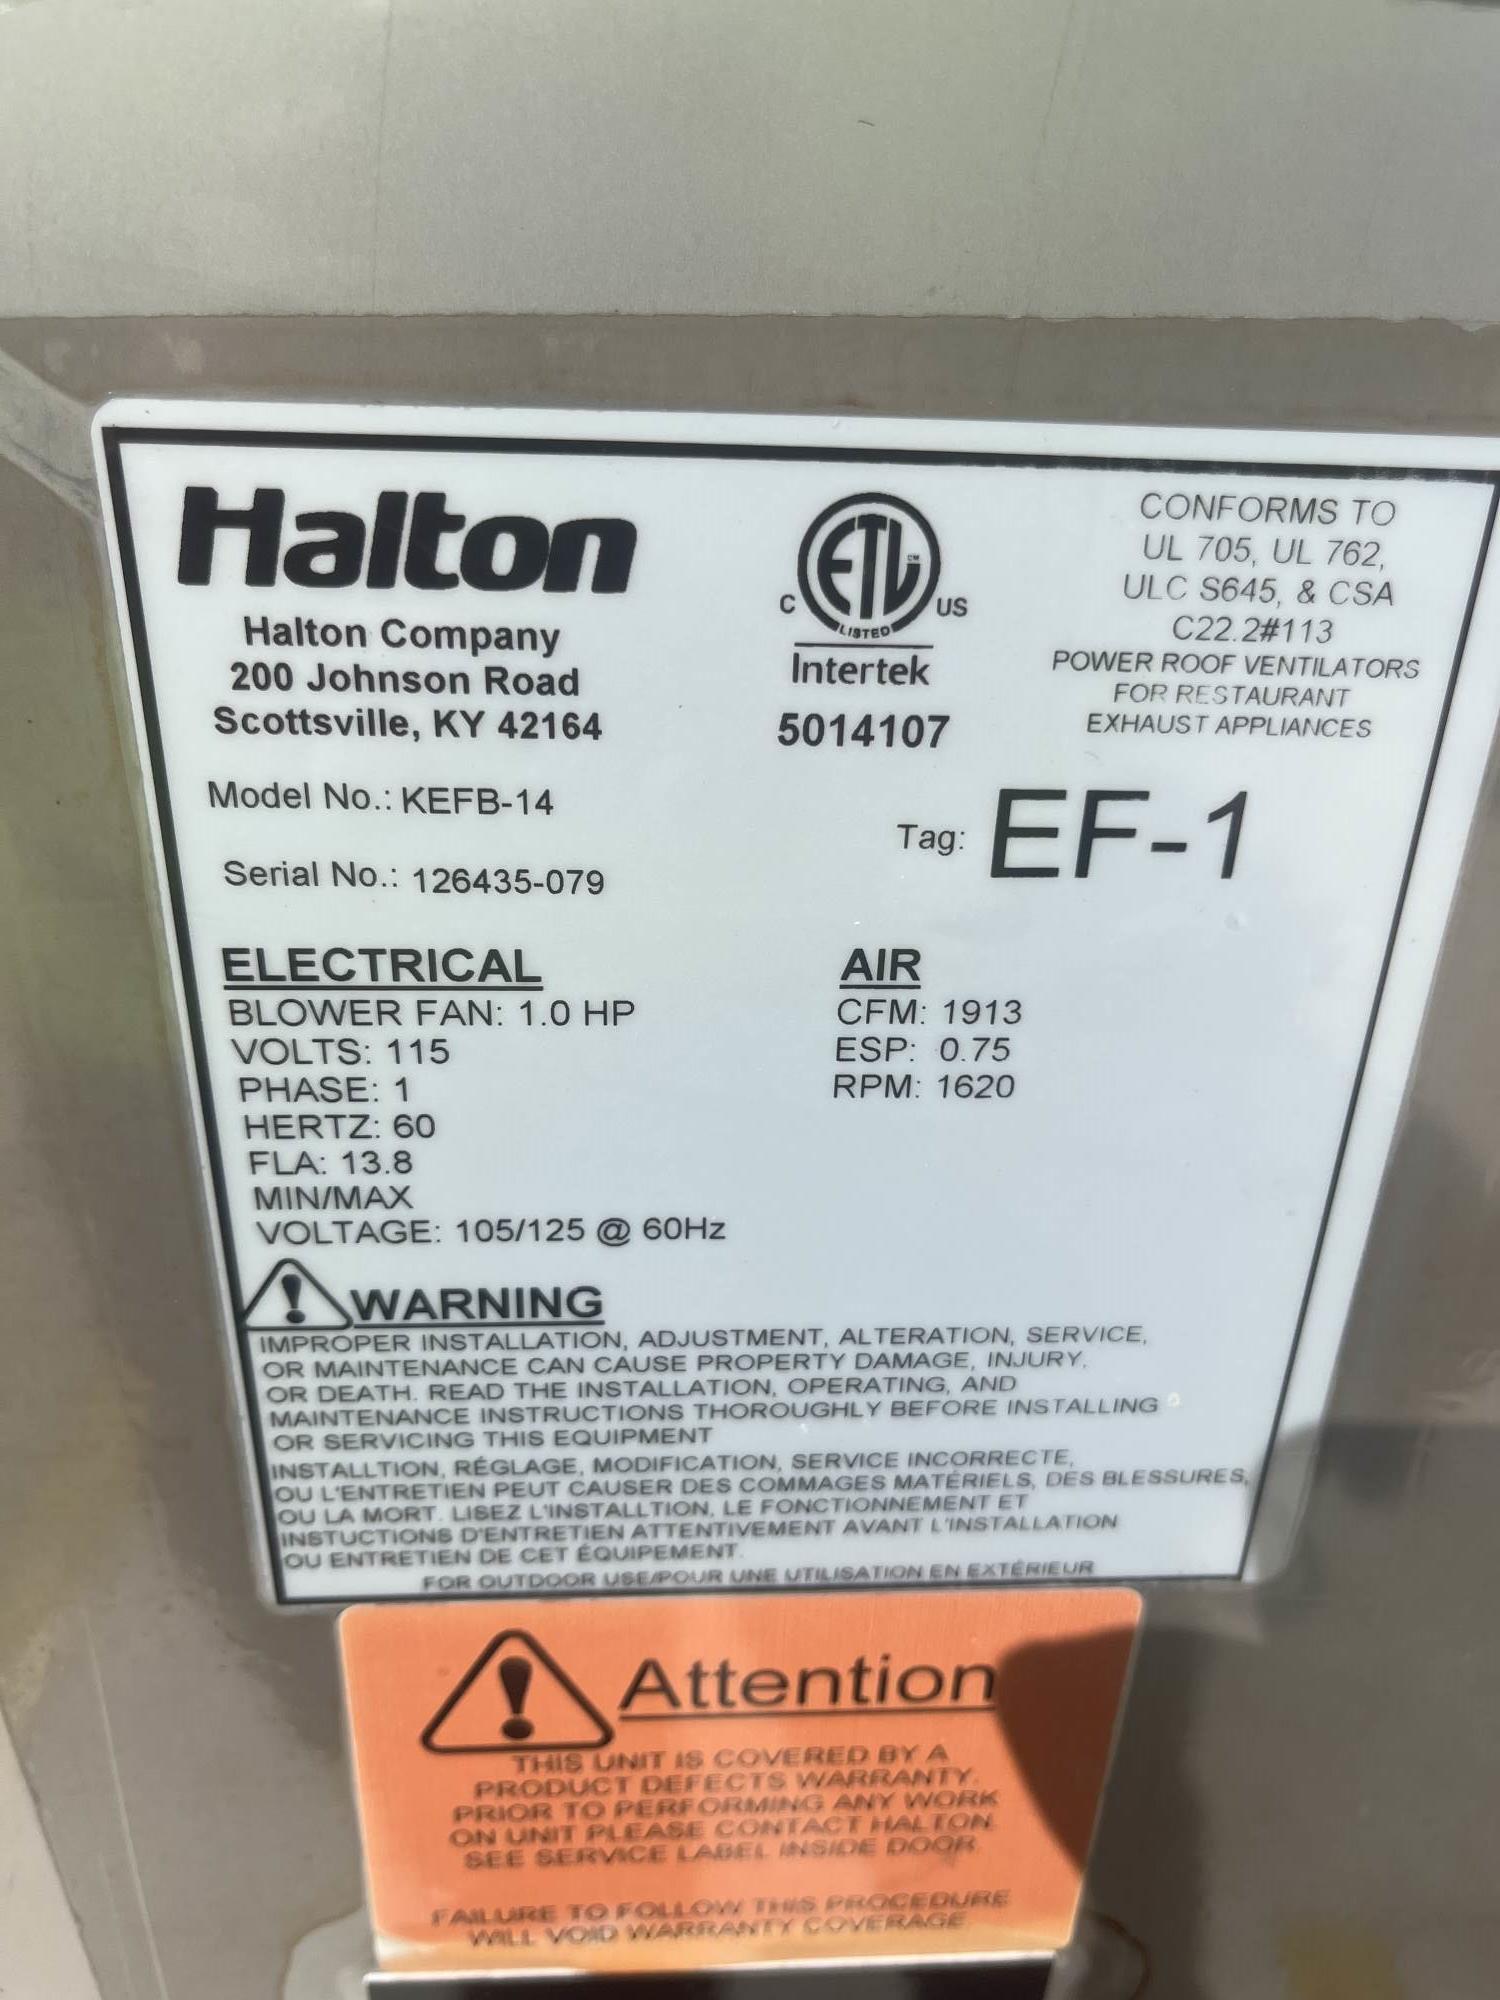 Halton
Halton Company
200 Johnson Road
Scottsville, KY 42164
ETL CM
LISTED
C US
Intertek
5014107
CONFORMS TO
UL 705, UL 762,
ULC S645, & CSA
C22.2#113
POWER ROOF VENTILATORS
FOR RESTAURANT
EXHAUST APPLIANCES
Model No.: KEFB-14
Serial No.: 126435-079
Tag: EF-1
ELECTRICAL
BLOWER FAN: 1.0 HP
VOLTS: 115
PHASE: 1
HERTZ: 60
FLA: 13.8
MIN/MAX
VOLTAGE: 105/125 @ 60Hz
AIR
CFM: 1913
ESP: 0.75
RPM: 1620
WARNING
IMPROPER INSTALLATION, ADJUSTMENT, ALTERATION, SERVICE,
OR MAINTENANCE CAN CAUSE PROPERTY DAMAGE, INJURY,
OR DEATH. READ THE INSTALLATION, OPERATING, AND
MAINTENANCE INSTRUCTIONS THOROUGHLY BEFORE INSTALLING
OR SERVICING THIS EQUIPMENT
INSTALLTION, RÉGLAGE, MODIFICATION, SERVICE INCORRECTE,
OU L'ENTRETIEN PEUT CAUSER DES COMMAGES MATÉRIELS, DES BLESSURES,
OU LA MORT. LISEZ L'INSTALLTION, LE FONCTIONNEMENT ET
INSTUCTIONS D'ENTRETIEN ATTENTIVEMENT AVANT L'INSTALLATION
OU ENTRETIEN DE CET ÉQUIPEMENT.
FOR OUTDOOR USE/POUR UNE UTILISATION EN EXTÉRIEUR
Attention
THIS UNIT IS COVERED BY A
PRODUCT DEFECTS WARRANTY.
PRIOR TO PERFORMING ANY WORK
ON UNIT PLEASE CONTACT HALTON.
SEE SERVICE LABEL INSIDE DOOR.
FAILURE TO FOLLOW THIS PROCEDURE
WILL VOID WARRANTY COVERAGE.